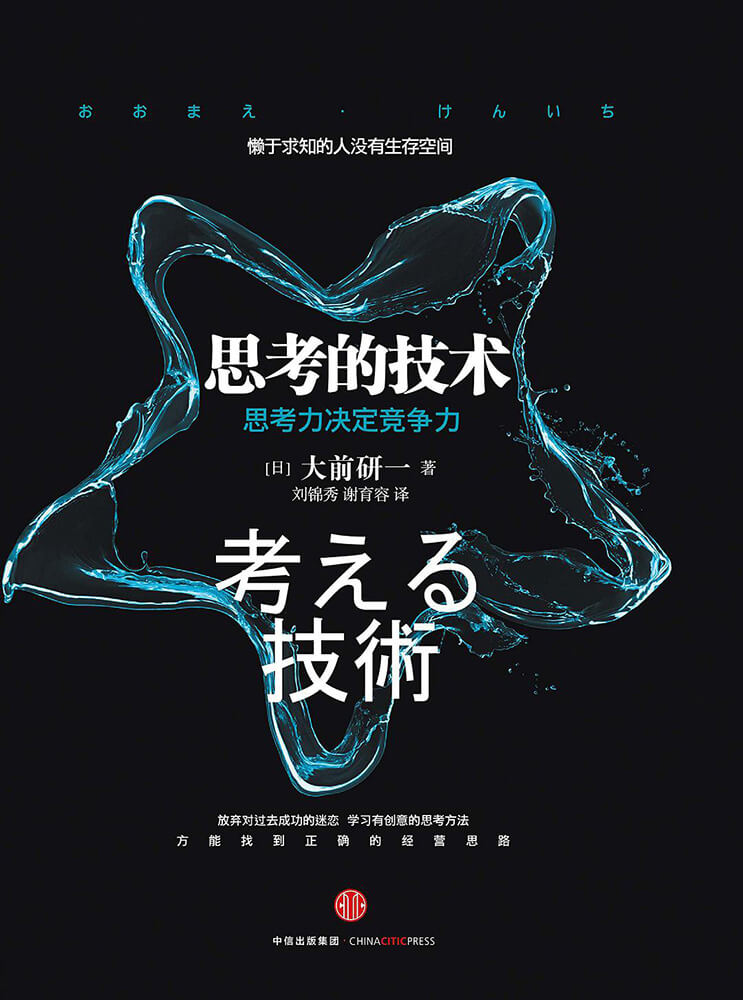 おおまえ・けんいち
懒于求知的人没有生存空间
思考的技术
思考力决定竞争力
[日] 大前研一 著
刘锦秀 谢育容 译
考える
技術
放弃对过去成功的迷恋 学习有创意的思考方法
方能找到正确的经营思路
中信出版集团·CHINACITICPRESS